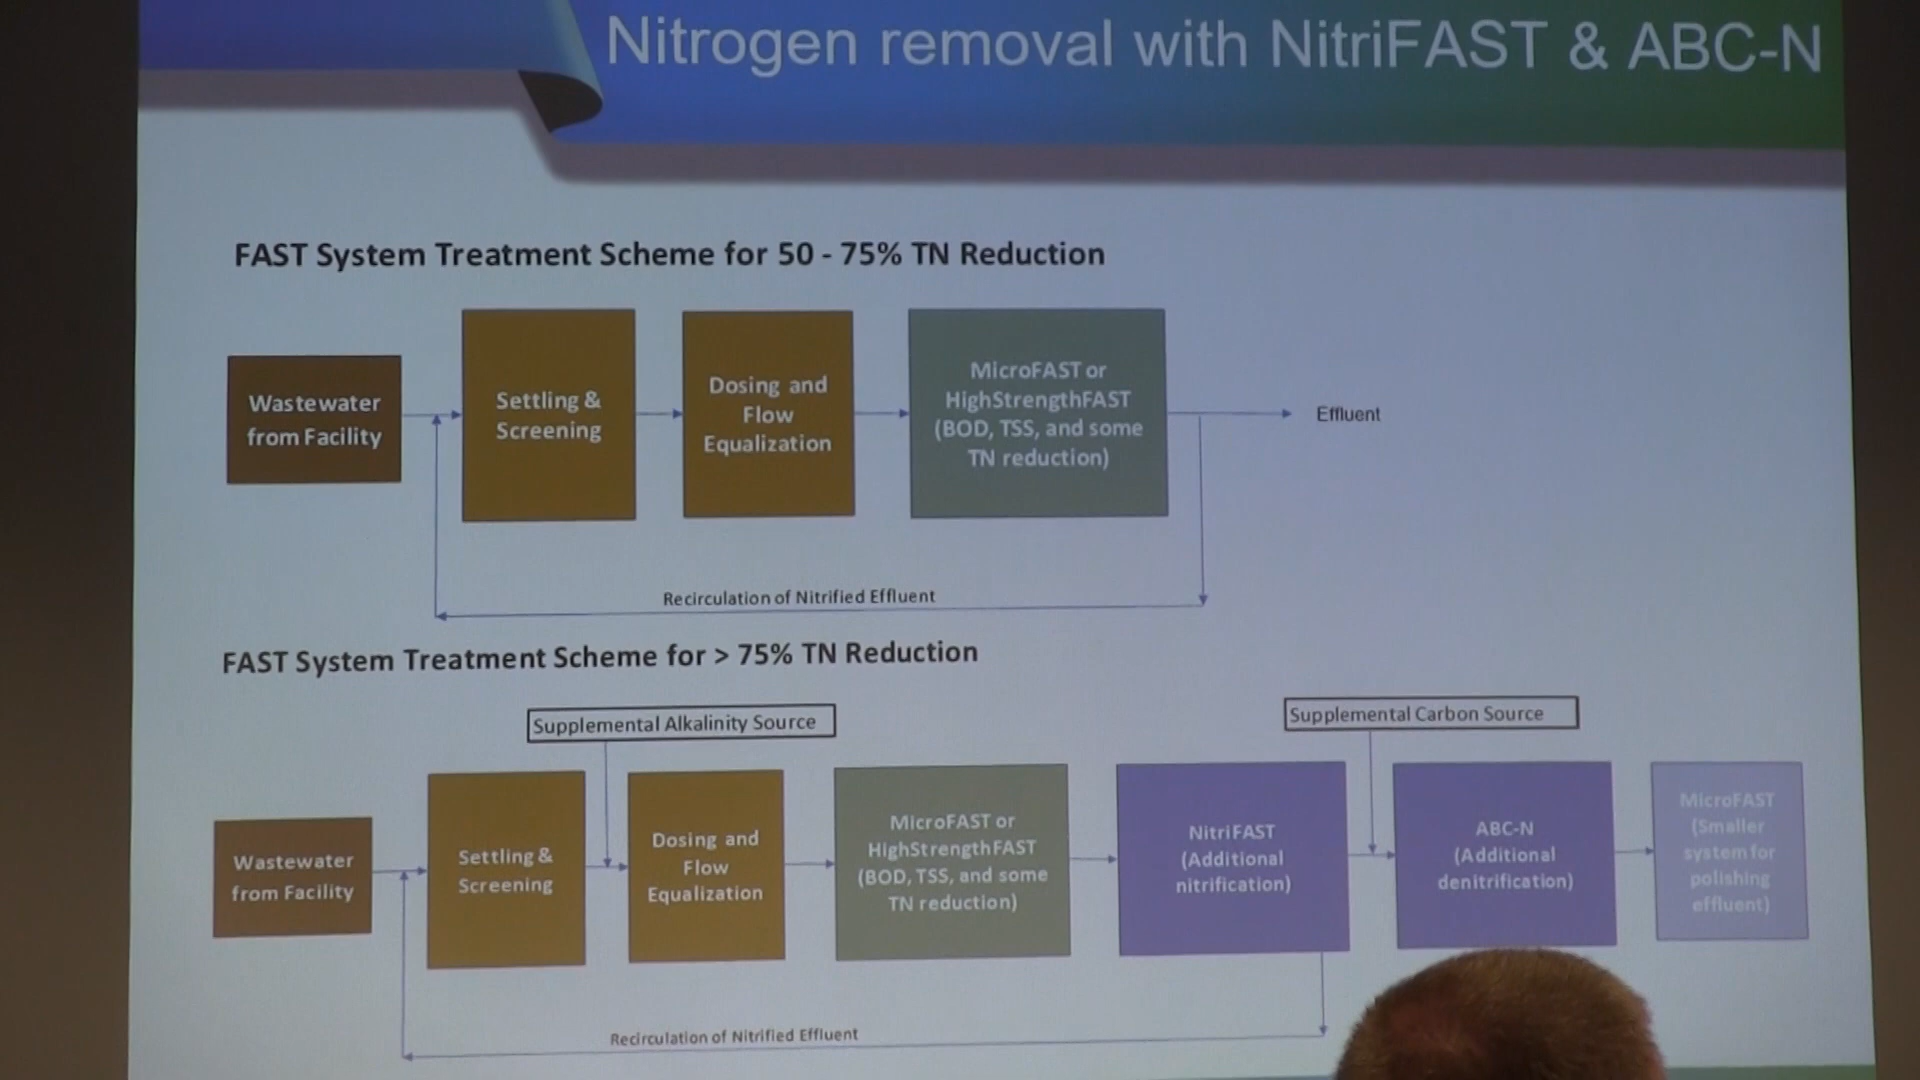 Nitrogen removal with NitriFAST & ABC-N
FAST System Treatment Scheme for 50 - 75% TN Reduction
Wastewater
from Facility
Settling &
Screening
Dosing and
Flow
Equalization
MicroFAST or
HighStrengthFAST
(BOD, TSS, and some
TN reduction)
Effluent
Recirculation of Nitrified Effluent
FAST System Treatment Scheme for > 75% TN Reduction
Supplemental Alkalinity Source
Supplemental Carbon Source
Wastewater
from Facility
Settling &
Screening
Dosing and
Flow
Equalization
MicroFAST or
HighStrengthFAST
(BOD, TSS, and some
TN reduction)
NitriFAST
(Additional
nitrification)
ABC-N
(Additional
denitrification)
MicroFAST
(Smaller
system for
polishing
effluent)
Recirculation of Nitrified Effluent